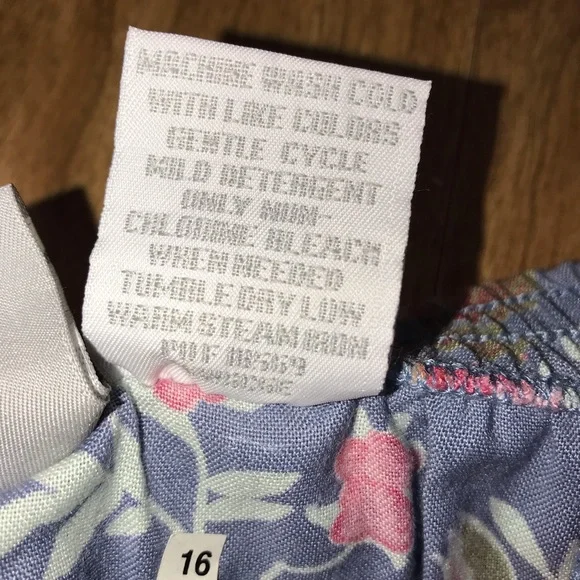 MACHINE WASH COLD
WITH LIKE COLORS
GENTLE CYCLE
MILD DETERGENT
ONLY NON-
CHLORINE BLEACH
WHEN NEEDED
TUMBLE DRY LOW
WARM STEAM IRON
16